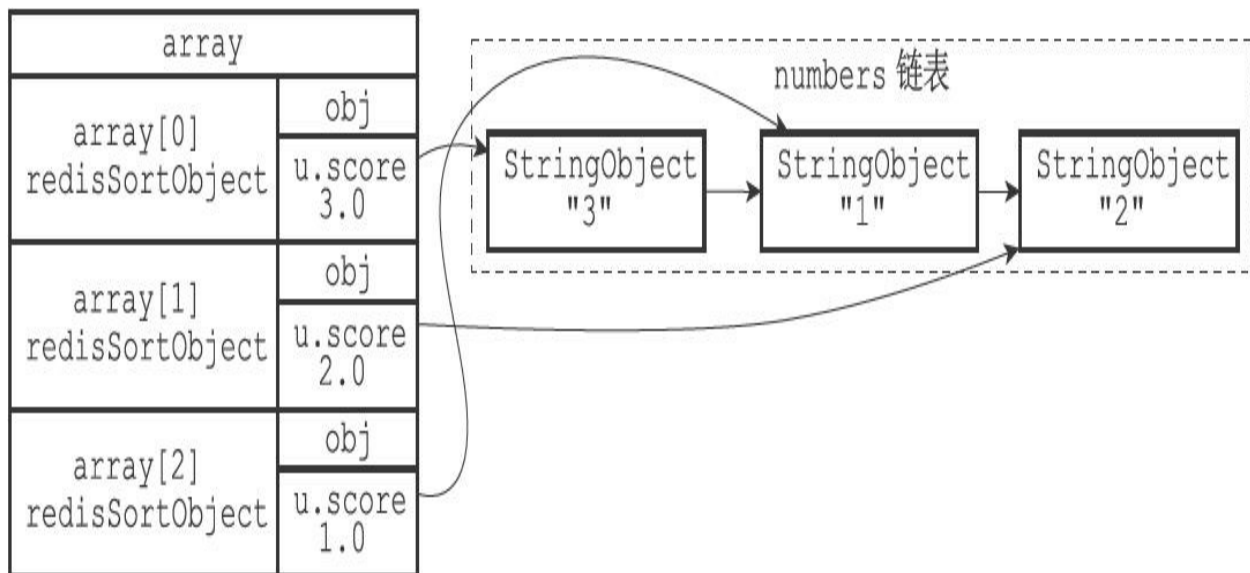 array
array[0]
redisSortObject
obj
u.score
3.0
array[1]
redisSortObject
obj
u.score
2.0
array[2]
redisSortObject
obj
u.score
1.0
numbers 链表
StringObject
"3"
StringObject
"1"
StringObject
"2"